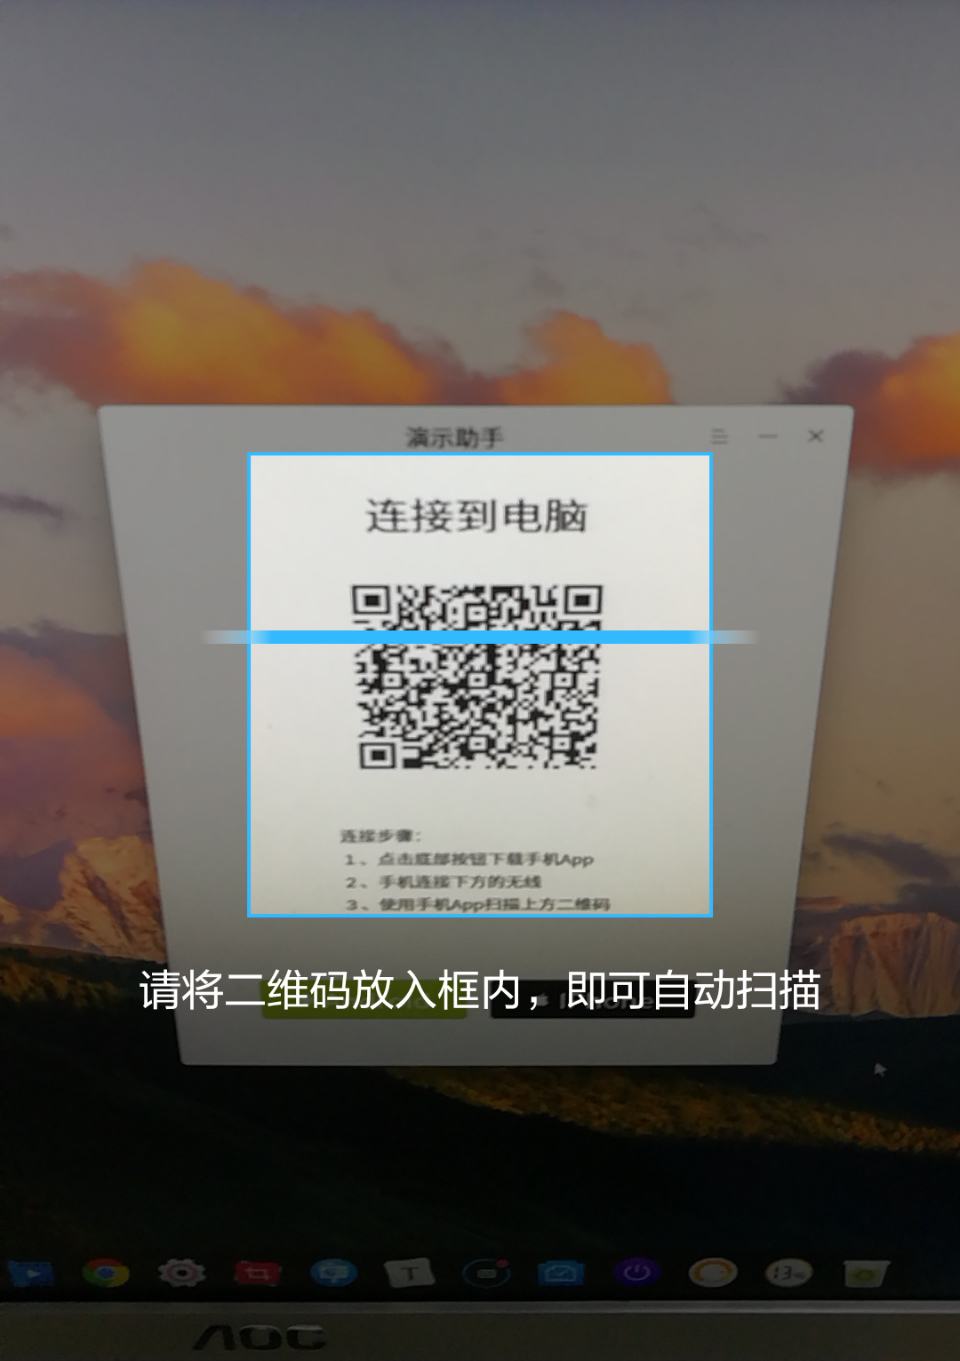 演示助手
连接到电脑
连接步骤：
1、点击底部按钮下载手机App
2、手机连接下方的无线
3、使用手机App扫描上方二维码
请将二维码放入框内，即可自动扫描
T
13
AOC